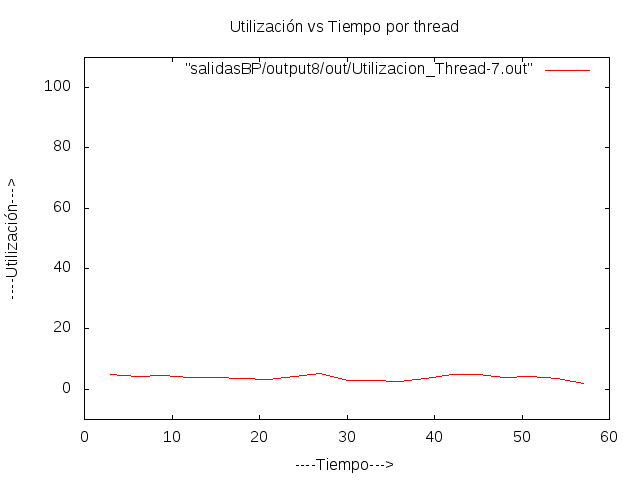 Utilización vs Tiempo por thread
"salidasBP/output8/out/Utilizacion_Thread-7.out"
100
80
60
40
20
0
----Utilización--->
0 10 20 30 40 50 60
----Tiempo--->